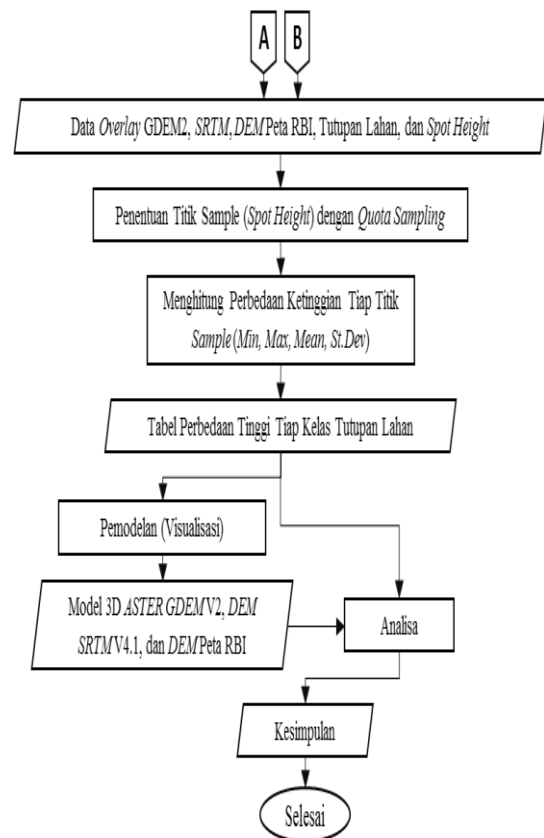 A B
Data Overlay GDEM2, SRTM, DEM Peta RBI, Tutupan Lahan, dan Spot Height
Penentuan Titik Sample (Spot Height) dengan Quota Sampling
Menghitung Perbedaan Ketinggian Tiap Titik
Sample (Min, Max, Mean, St.Dev)
Tabel Perbedaan Tinggi Tiap Kelas Tutupan Lahan
Pemodelan (Visualisasi)
Model 3D ASTER GDEM V2, DEM
SRTM V4.1, dan DEM Peta RBI
Analisa
Kesimpulan
Selesai